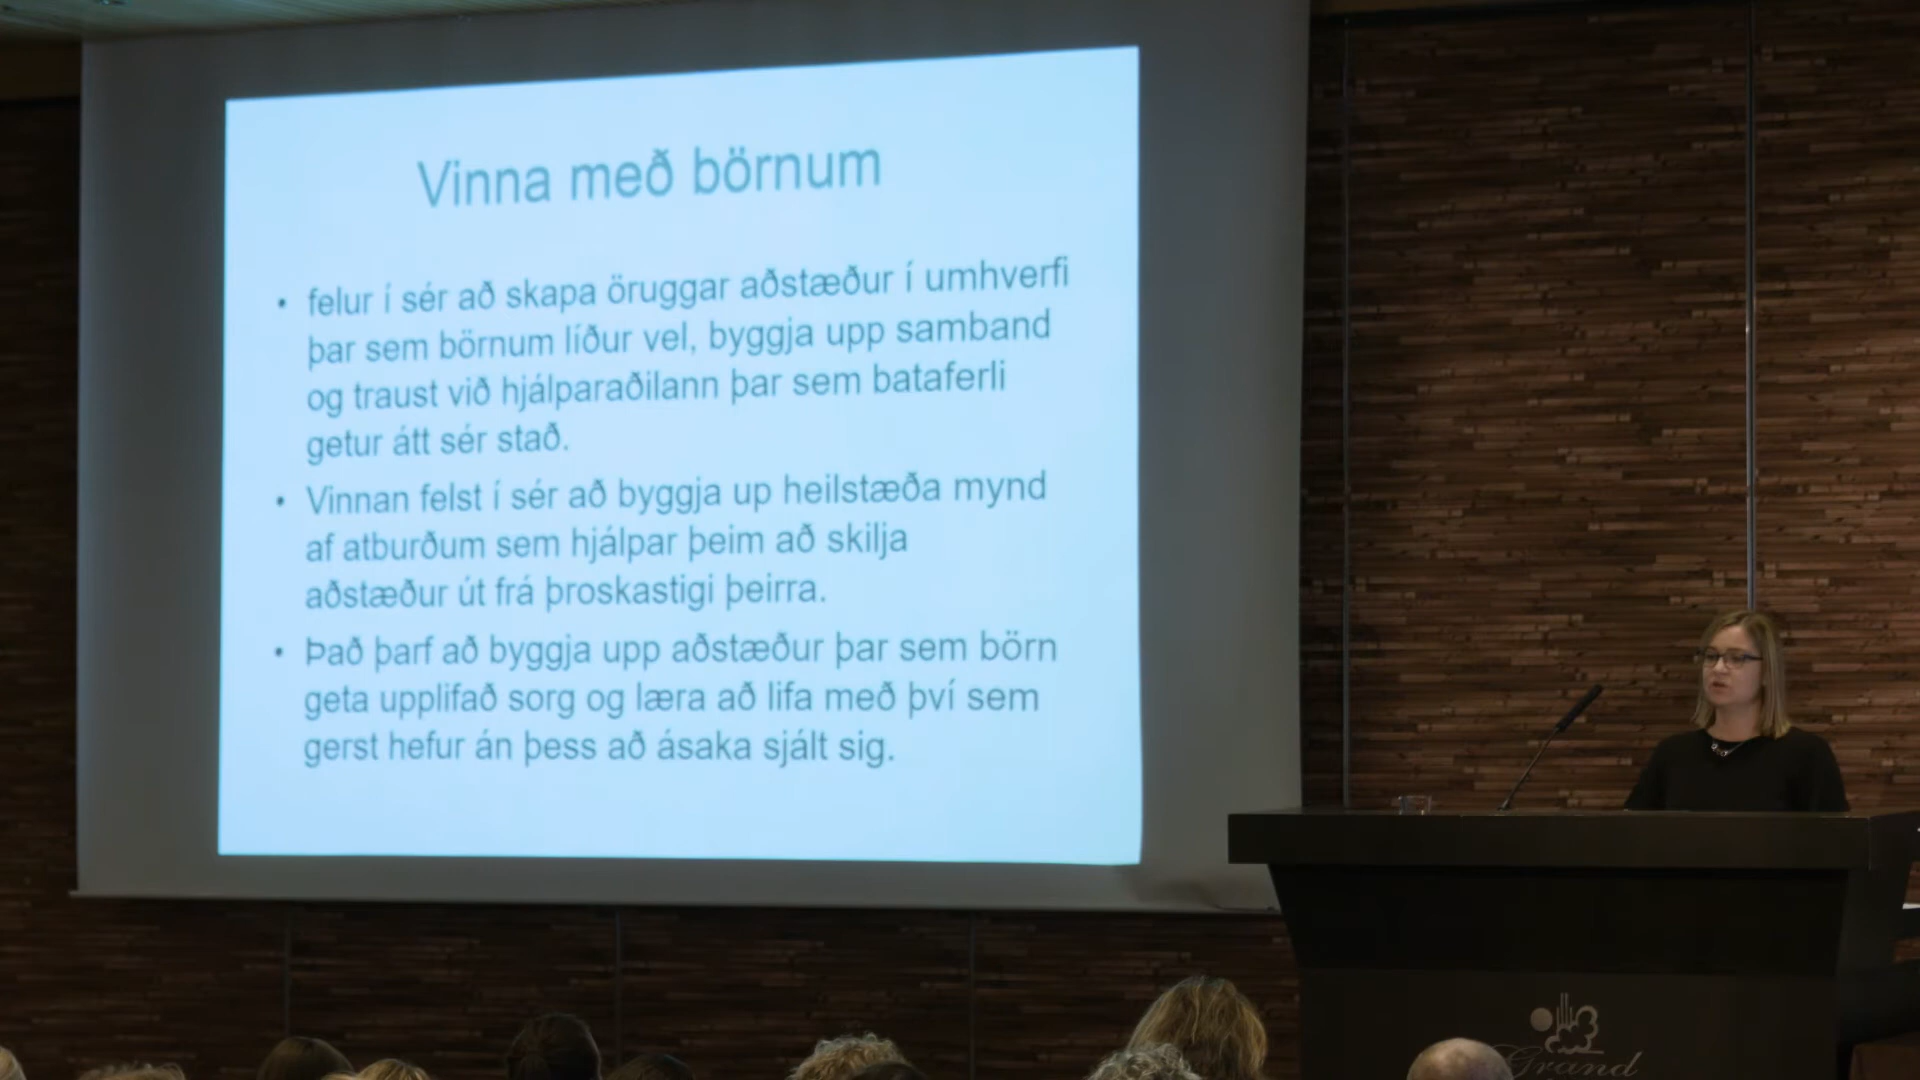 Vinna með börnum
• felur í sér að skapa öruggar aðstæður í umhverfi
þar sem börnum líður vel, byggja upp samband
og traust við hjálparaðilann þar sem bataferli
getur átt sér stað.
• Vinnan felst í sér að byggja up heilstæða mynd
af atburðum sem hjálpar þeim að skilja
aðstæður út frá þroskastigi þeirra.
• Það þarf að byggja upp aðstæður þar sem börn
geta upplifað sorg og læra að lifa með því sem
gerst hefur án þess að ásaka sjált sig.
Grand